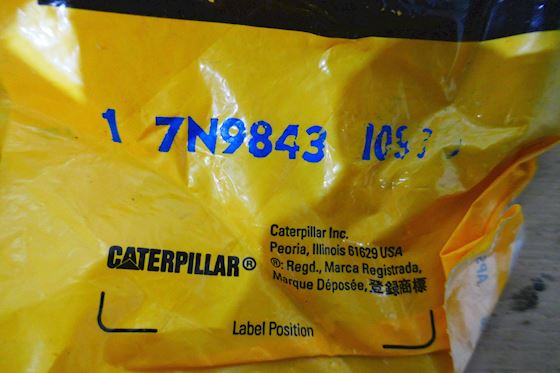 1 7N9843
Caterpillar Inc.
Peoria, Illinois 61629 USA
®: Regd., Marca Registrada,
Marque Déposée, 登録商標
CATERPILLAR®
Label Position